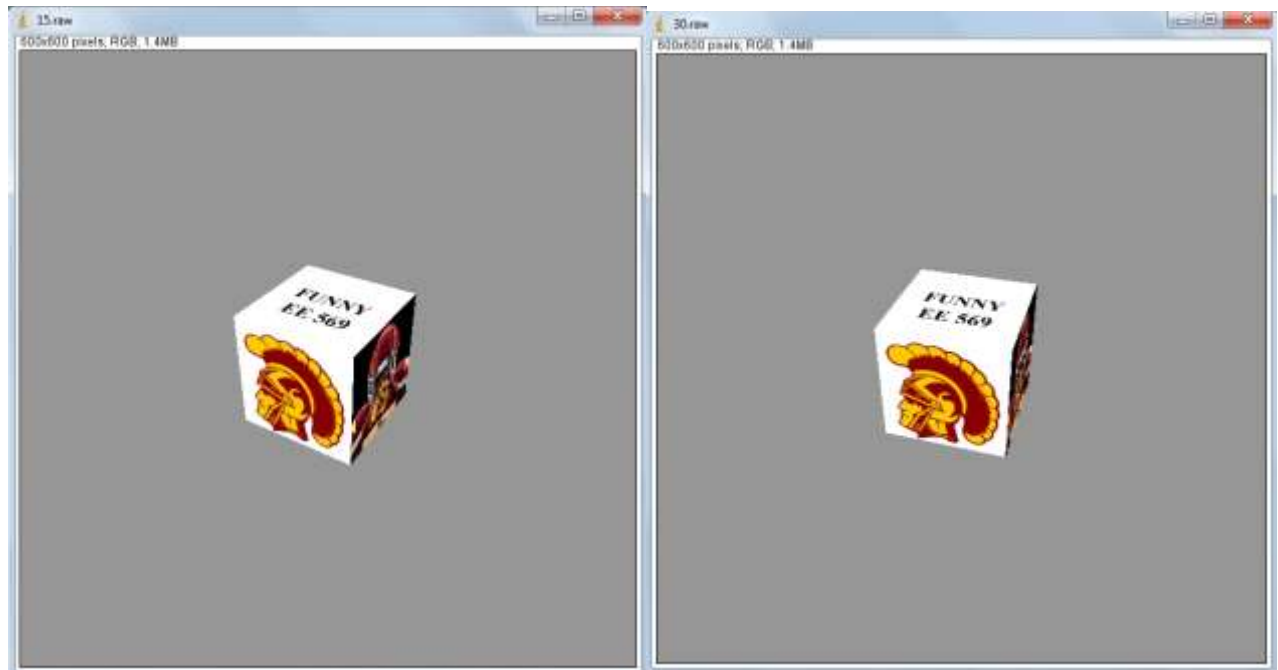 15.raw
600x600 pixels; RGB; 1.4MB
FUNNY
EE 569
30.raw
600x600 pixels; RGB; 1.4MB
FUNNY
EE 569